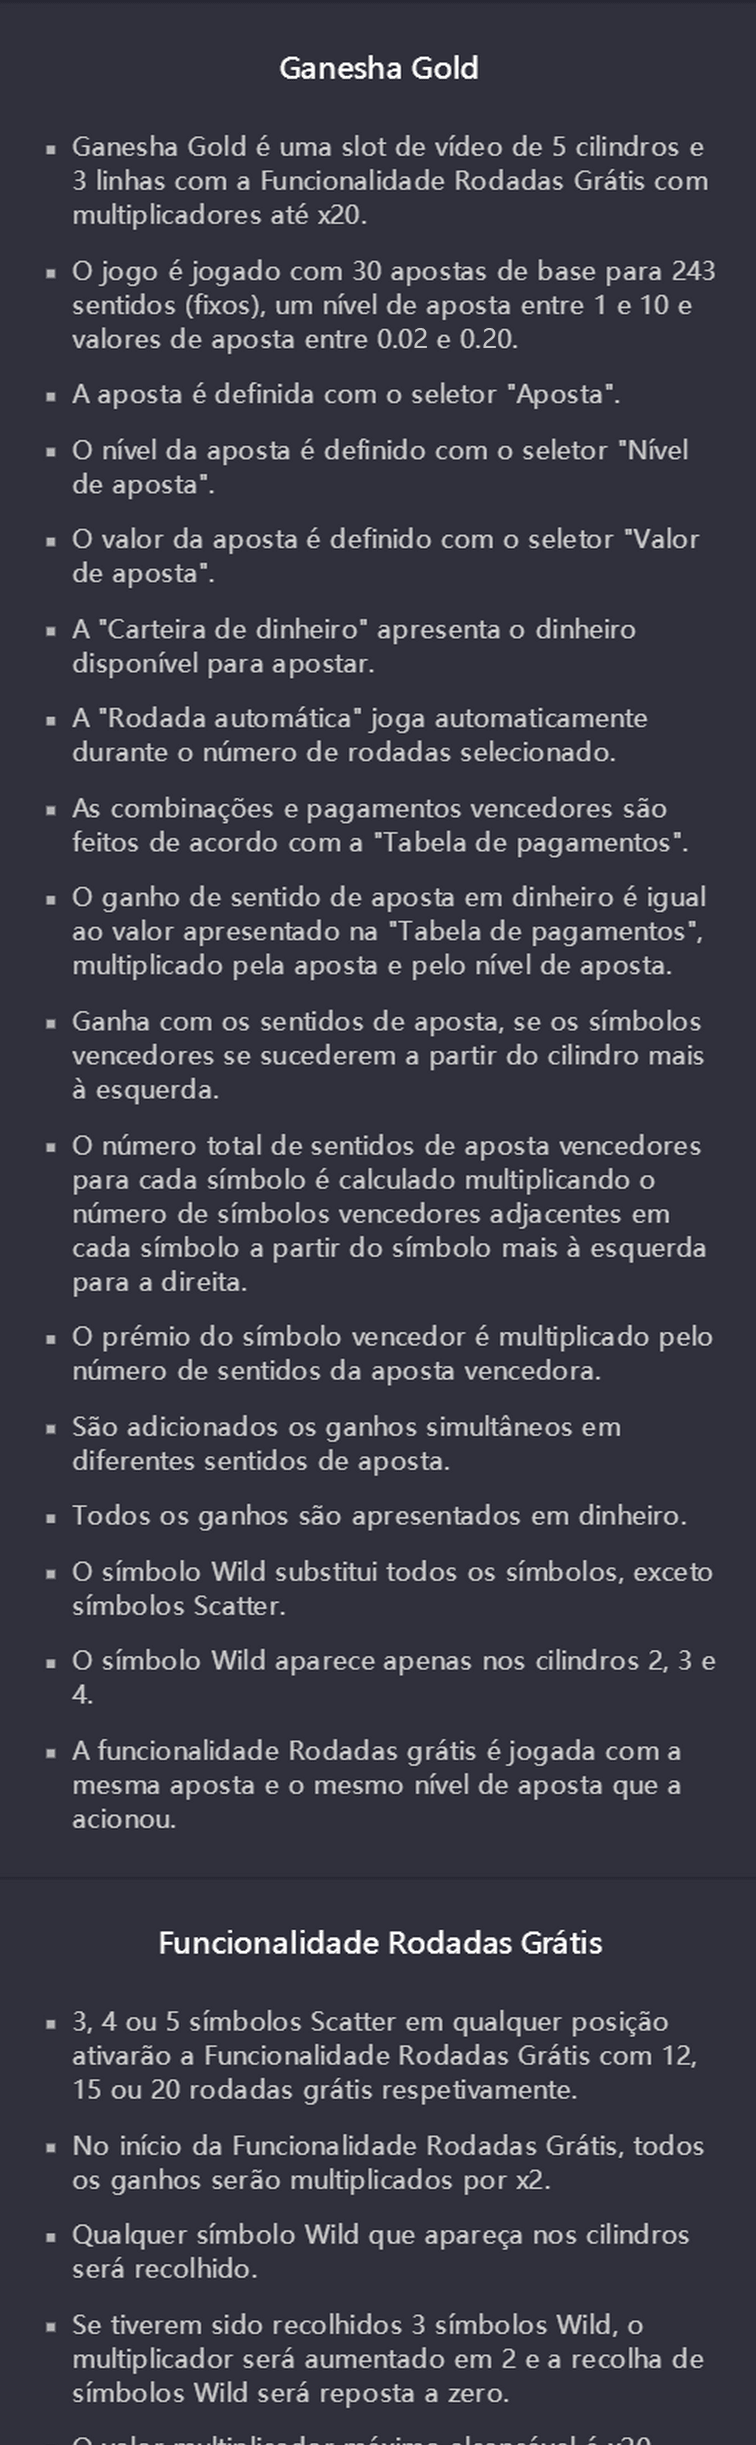 Ganesha Gold
▪ Ganesha Gold é uma slot de vídeo de 5 cilindros e
3 linhas com a Funcionalidade Rodadas Grátis com
multiplicadores até x20.
▪ O jogo é jogado com 30 apostas de base para 243
sentidos (fixos), um nível de aposta entre 1 e 10 e
valores de aposta entre 0.02 e 0.20.
▪ A aposta é definida com o seletor "Aposta".
▪ O nível da aposta é definido com o seletor "Nível
de aposta".
▪ O valor da aposta é definido com o seletor "Valor
de aposta".
▪ A "Carteira de dinheiro" apresenta o dinheiro
disponível para apostar.
▪ A "Rodada automática" joga automaticamente
durante o número de rodadas selecionado.
▪ As combinações e pagamentos vencedores são
feitos de acordo com a "Tabela de pagamentos".
▪ O ganho de sentido de aposta em dinheiro é igual
ao valor apresentado na "Tabela de pagamentos",
multiplicado pela aposta e pelo nível de aposta.
▪ Ganha com os sentidos de aposta, se os símbolos
vencedores se sucederem a partir do cilindro mais
à esquerda.
▪ O número total de sentidos de aposta vencedores
para cada símbolo é calculado multiplicando o
número de símbolos vencedores adjacentes em
cada símbolo a partir do símbolo mais à esquerda
para a direita.
▪ O prémio do símbolo vencedor é multiplicado pelo
número de sentidos da aposta vencedora.
▪ São adicionados os ganhos simultâneos em
diferentes sentidos de aposta.
▪ Todos os ganhos são apresentados em dinheiro.
▪ O símbolo Wild substitui todos os símbolos, exceto
símbolos Scatter.
▪ O símbolo Wild aparece apenas nos cilindros 2, 3 e
4.
▪ A funcionalidade Rodadas grátis é jogada com a
mesma aposta e o mesmo nível de aposta que a
acionou.
Funcionalidade Rodadas Grátis
▪ 3, 4 ou 5 símbolos Scatter em qualquer posição
ativarão a Funcionalidade Rodadas Grátis com 12,
15 ou 20 rodadas grátis respetivamente.
▪ No início da Funcionalidade Rodadas Grátis, todos
os ganhos serão multiplicados por x2.
▪ Qualquer símbolo Wild que apareça nos cilindros
será recolhido.
▪ Se tiverem sido recolhidos 3 símbolos Wild, o
multiplicador será aumentado em 2 e a recolha de
símbolos Wild será reposta a zero.